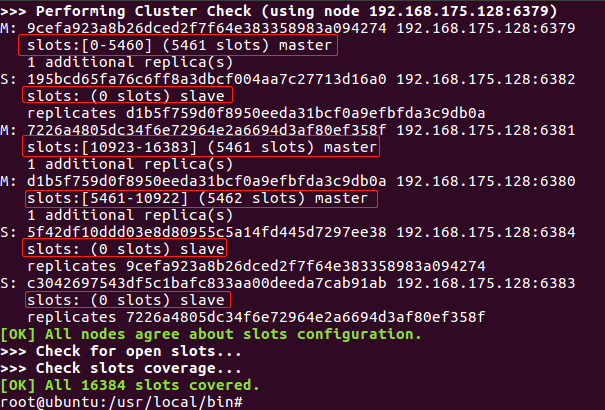 >>> Performing Cluster Check (using node 192.168.175.128:6379)
M: 9cefa923a8b26dced2f7f64e383358983a094274 192.168.175.128:6379
slots:[0-5460] (5461 slots) master
1 additional replica(s)
S: 195bcd65fa76c6ff8a3dbcf004aa7c27713d16a0 192.168.175.128:6382
slots: (0 slots) slave
replicates d1b5f759d0f8950eeda31bcf0a9efbfda3c9db0a
M: 7226a4805dc34f6e72964e2a6694d3af80ef358f 192.168.175.128:6381
slots:[10923-16383] (5461 slots) master
1 additional replica(s)
M: d1b5f759d0f8950eeda31bcf0a9efbfda3c9db0a 192.168.175.128:6380
slots:[5461-10922] (5462 slots) master
1 additional replica(s)
S: 5f42df10ddd03e8d80955c5a14fd445d7297ee38 192.168.175.128:6384
slots: (0 slots) slave
replicates 9cefa923a8b26dced2f7f64e383358983a094274
S: c3042697543df5c1bafc833aa00deeda7cab91ab 192.168.175.128:6383
slots: (0 slots) slave
replicates 7226a4805dc34f6e72964e2a6694d3af80ef358f
[OK] All nodes agree about slots configuration.
>>> Check for open slots...
>>> Check slots coverage...
[OK] All 16384 slots covered.
root@ubuntu:/usr/local/bin#